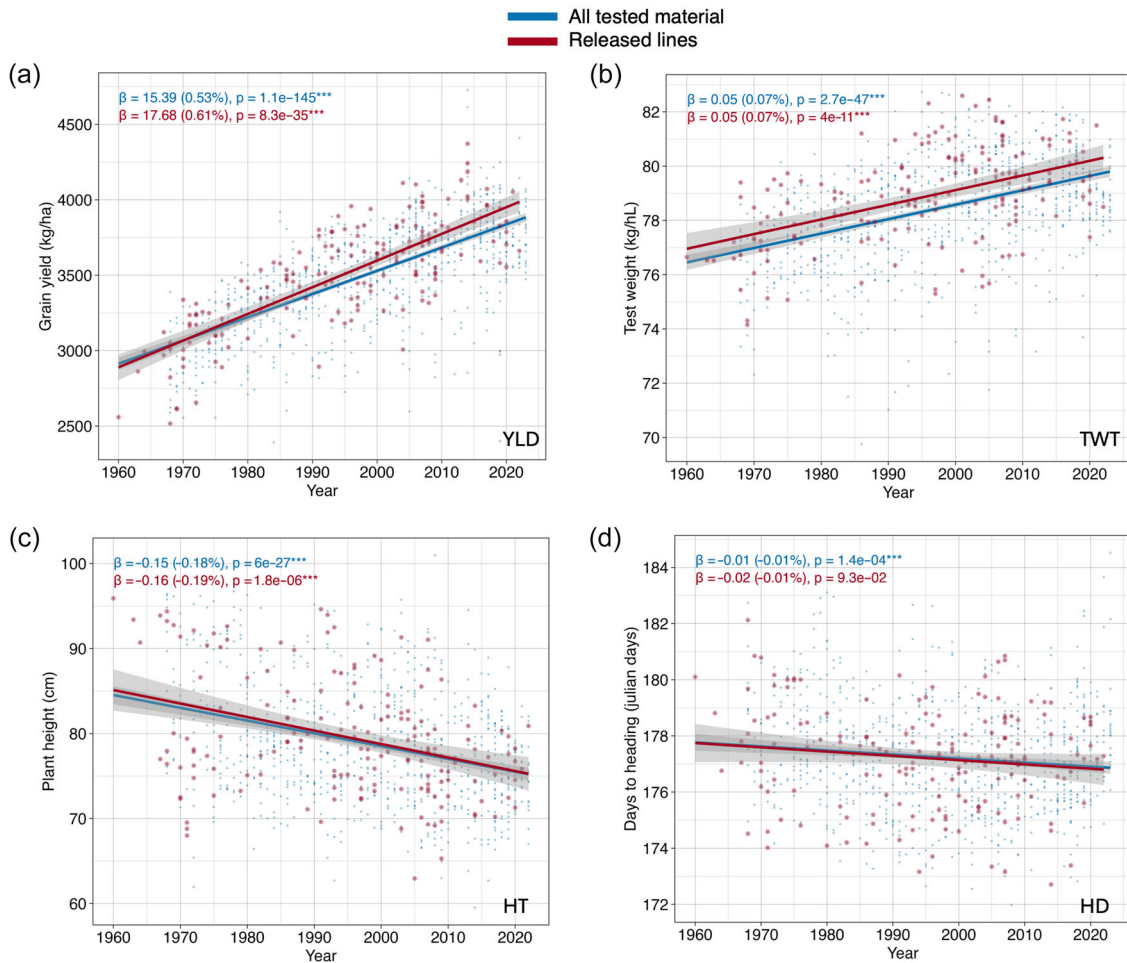 All tested material
Released lines
(a)
β = 15.39 (0.53%), p = 1.1e−145***
β = 17.68 (0.61%), p = 8.3e−35***
4500
4000
3500
3000
2500
Grain yield (kg/ha)
YLD
1960 1970 1980 1990 2000 2010 2020
Year
(b)
β = 0.05 (0.07%), p = 2.7e−47***
β = 0.05 (0.07%), p = 4e−11***
82
80
78
76
74
72
70
Test weight (kg/hL)
TWT
1960 1970 1980 1990 2000 2010 2020
Year
(c)
β = −0.15 (−0.18%), p = 6e−27***
β = −0.16 (−0.19%), p = 1.8e−06***
100
90
80
70
60
Plant height (cm)
HT
1960 1970 1980 1990 2000 2010 2020
Year
(d)
β = −0.01 (−0.01%), p = 1.4e−04***
β = −0.02 (−0.01%), p = 9.3e−02
184
182
180
178
176
174
172
Days to heading (julian days)
HD
1960 1970 1980 1990 2000 2010 2020
Year